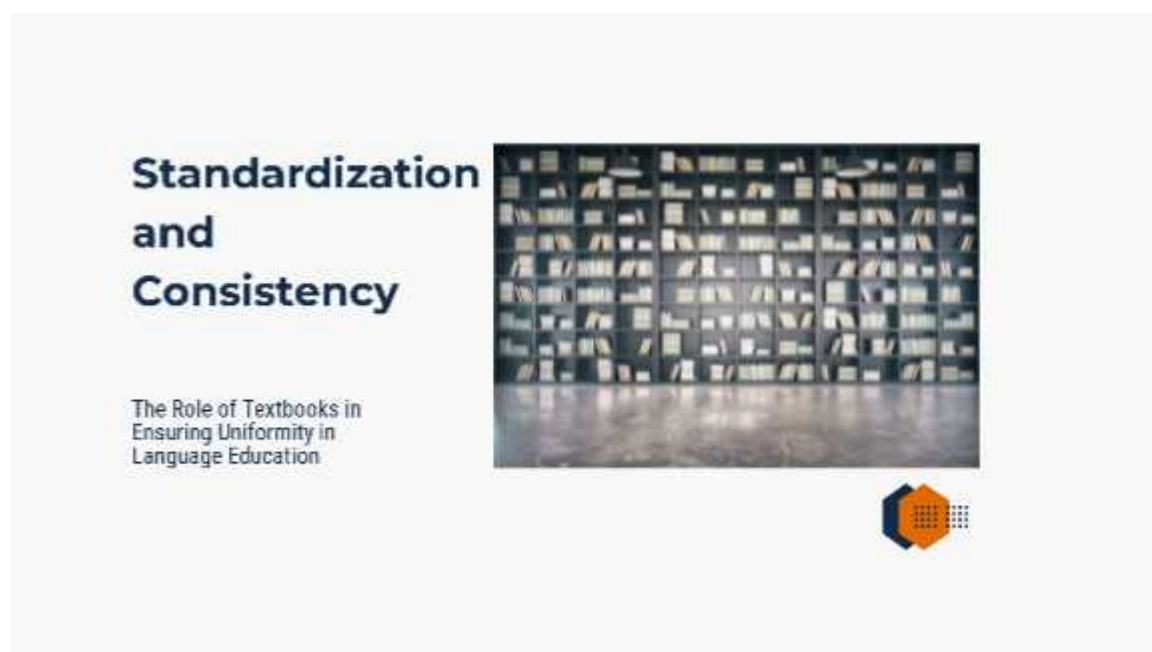 Standardization
and
Consistency
The Role of Textbooks in
Ensuring Uniformity in
Language Education